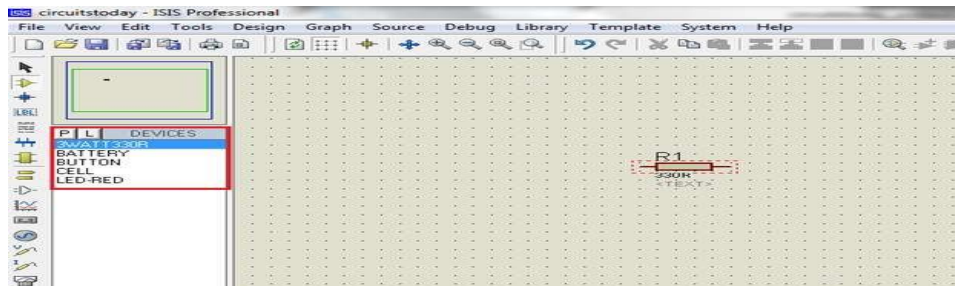 circuitstoday - ISIS Professional
File View Edit Tools Design Graph Source Debug Library Template System Help
LBL
P L DEVICES
3WATT330R
BATTERY
BUTTON
CELL
LED-RED
R1
330R
<TEXT>